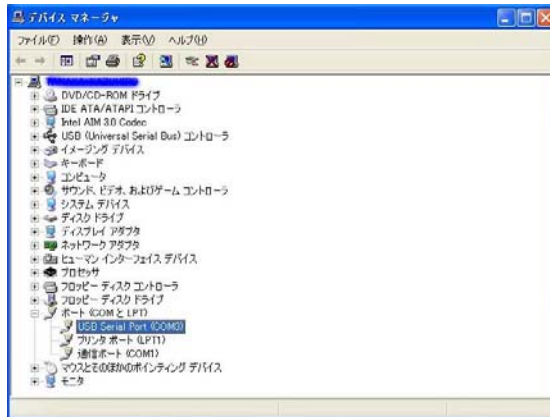 デバイス マネージャ
ファイル(F) 操作(A) 表示(V) ヘルプ(H)
DVD/CD-ROM ドライブ
IDE ATA/ATAPI コントローラ
Intel AIM 3.0 Codec
USB (Universal Serial Bus) コントローラ
イメージング デバイス
キーボード
コンピュータ
サウンド、ビデオ、およびゲーム コントローラ
システム デバイス
ディスク ドライブ
ディスプレイ アダプタ
ネットワーク アダプタ
ヒューマン インターフェイス デバイス
プロセッサ
フロッピー ディスク コントローラ
フロッピー ディスク ドライブ
ポート (COM と LPT)
USB Serial Port (COM3)
プリンタ ポート (LPT1)
通信ポート (COM1)
マウスとそのほかのポインティング デバイス
モニタ